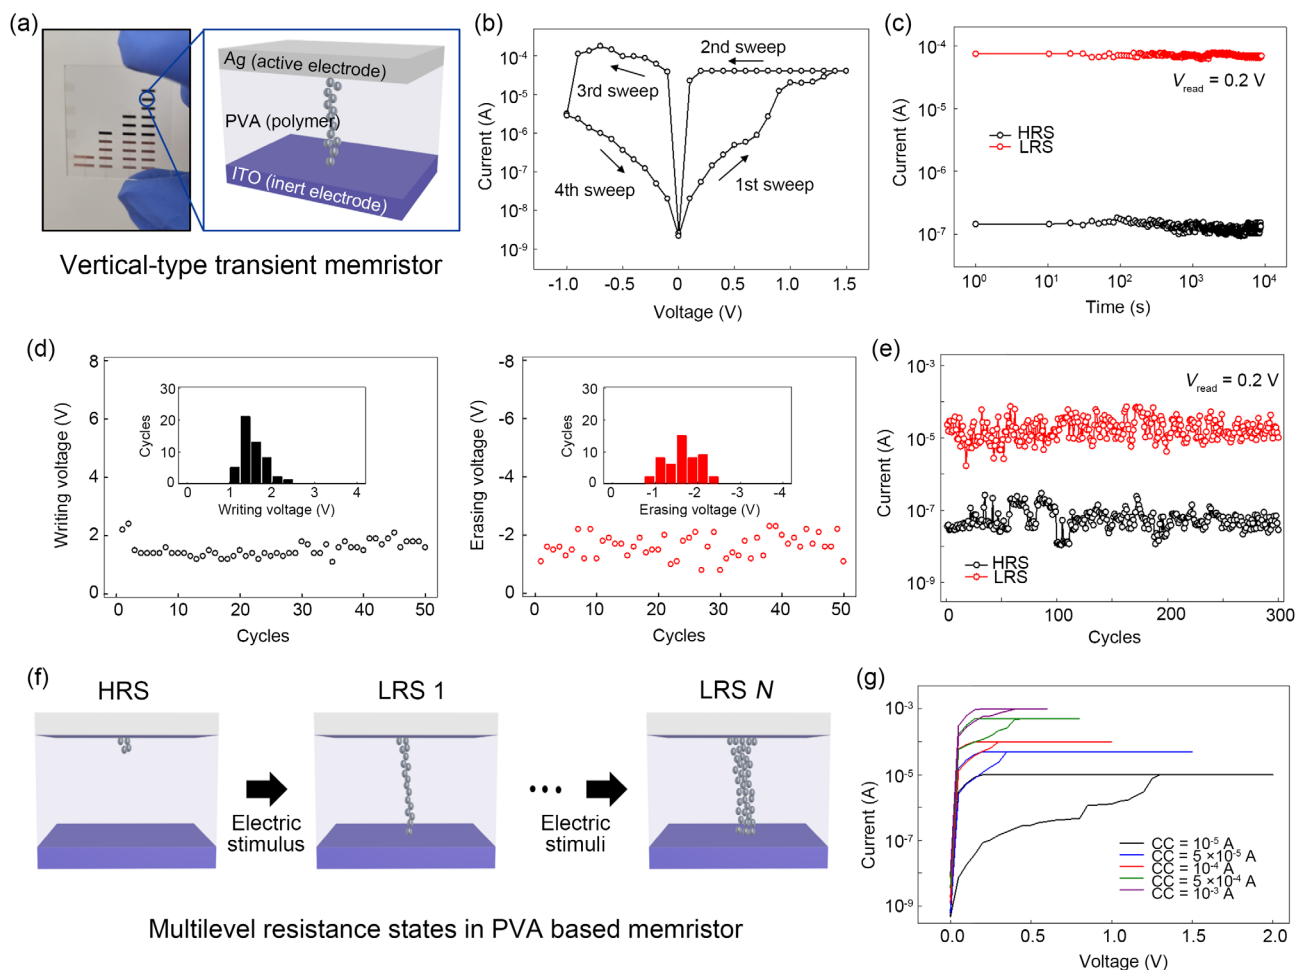 (a)
Ag (active electrode)
PVA (polymer)
ITO (inert electrode)
Vertical-type transient memristor
(b)
Current (A)
10⁻⁴
10⁻⁵
10⁻⁶
10⁻⁷
10⁻⁸
10⁻⁹
2nd sweep
3rd sweep
4th sweep
1st sweep
-1.0 -0.5 0 0.5 1.0 1.5
Voltage (V)
(c)
Current (A)
10⁻⁴
10⁻⁵
10⁻⁶
10⁻⁷
V_read = 0.2 V
HRS
LRS
10⁰ 10¹ 10² 10³ 10⁴
Time (s)
(d)
Writing voltage (V)
8
6
4
2
0
Cycles
30
20
10
0
0 1 2 3 4
Writing voltage (V)
0 10 20 30 40 50
Cycles
Erasing voltage (V)
-8
-6
-4
-2
0
Cycles
30
20
10
0
0 -1 -2 -3 -4
Erasing voltage (V)
0 10 20 30 40 50
Cycles
(e)
Current (A)
10⁻³
10⁻⁵
10⁻⁷
10⁻⁹
V_read = 0.2 V
HRS
LRS
0 100 200 300
Cycles
(f)
HRS
LRS 1
LRS N
Electric
stimulus
Electric
stimuli
Multilevel resistance states in PVA based memristor
(g)
Current (A)
10⁻³
10⁻⁵
10⁻⁷
10⁻⁹
CC = 10⁻⁵ A
CC = 5 ×10⁻⁵ A
CC = 10⁻⁴ A
CC = 5 ×10⁻⁴ A
CC = 10⁻³ A
0.0 0.5 1.0 1.5 2.0
Voltage (V)